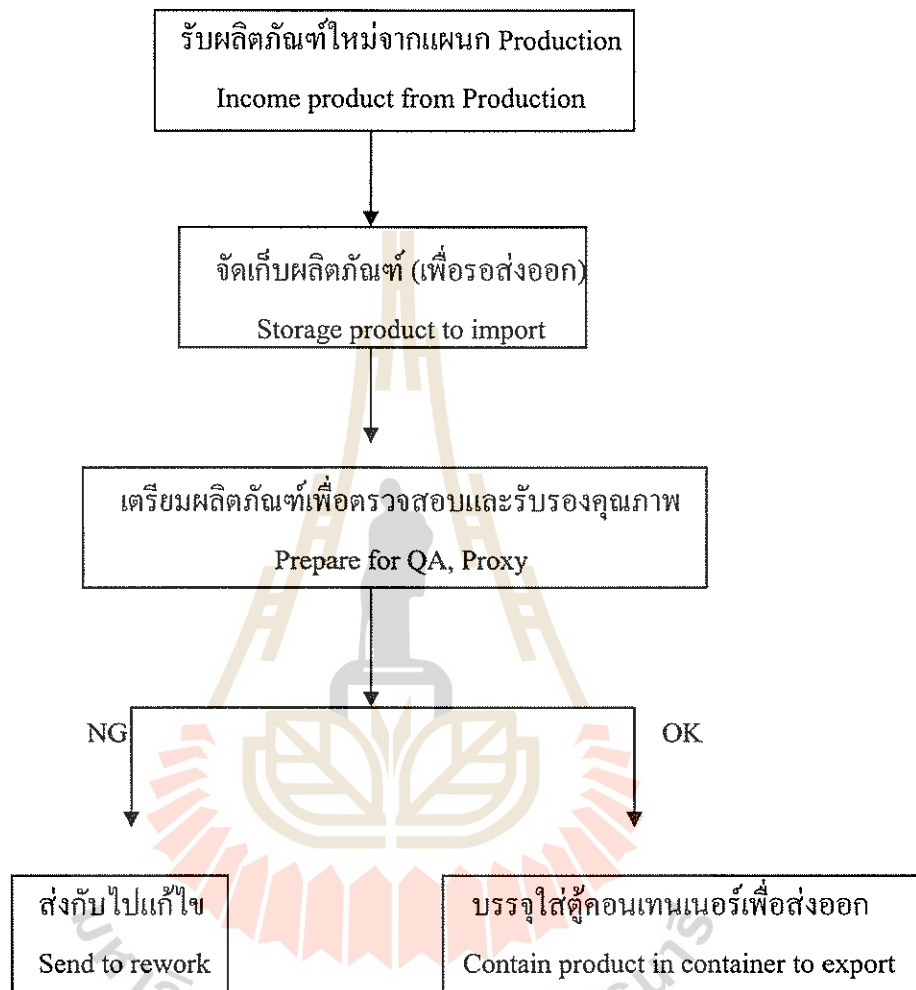 รับผลิตภัณฑ์ใหม่จากแผนก Production
Income product from Production
จัดเก็บผลิตภัณฑ์ (เพื่อรอส่งออก)
Storage product to import
เตรียมผลิตภัณฑ์เพื่อตรวจสอบและรับรองคุณภาพ
Prepare for QA, Proxy
NG
OK
ส่งกับไปแก้ไข
Send to rework
บรรจุใส่ตู้คอนเทนเนอร์เพื่อส่งออก
Contain product in container to export